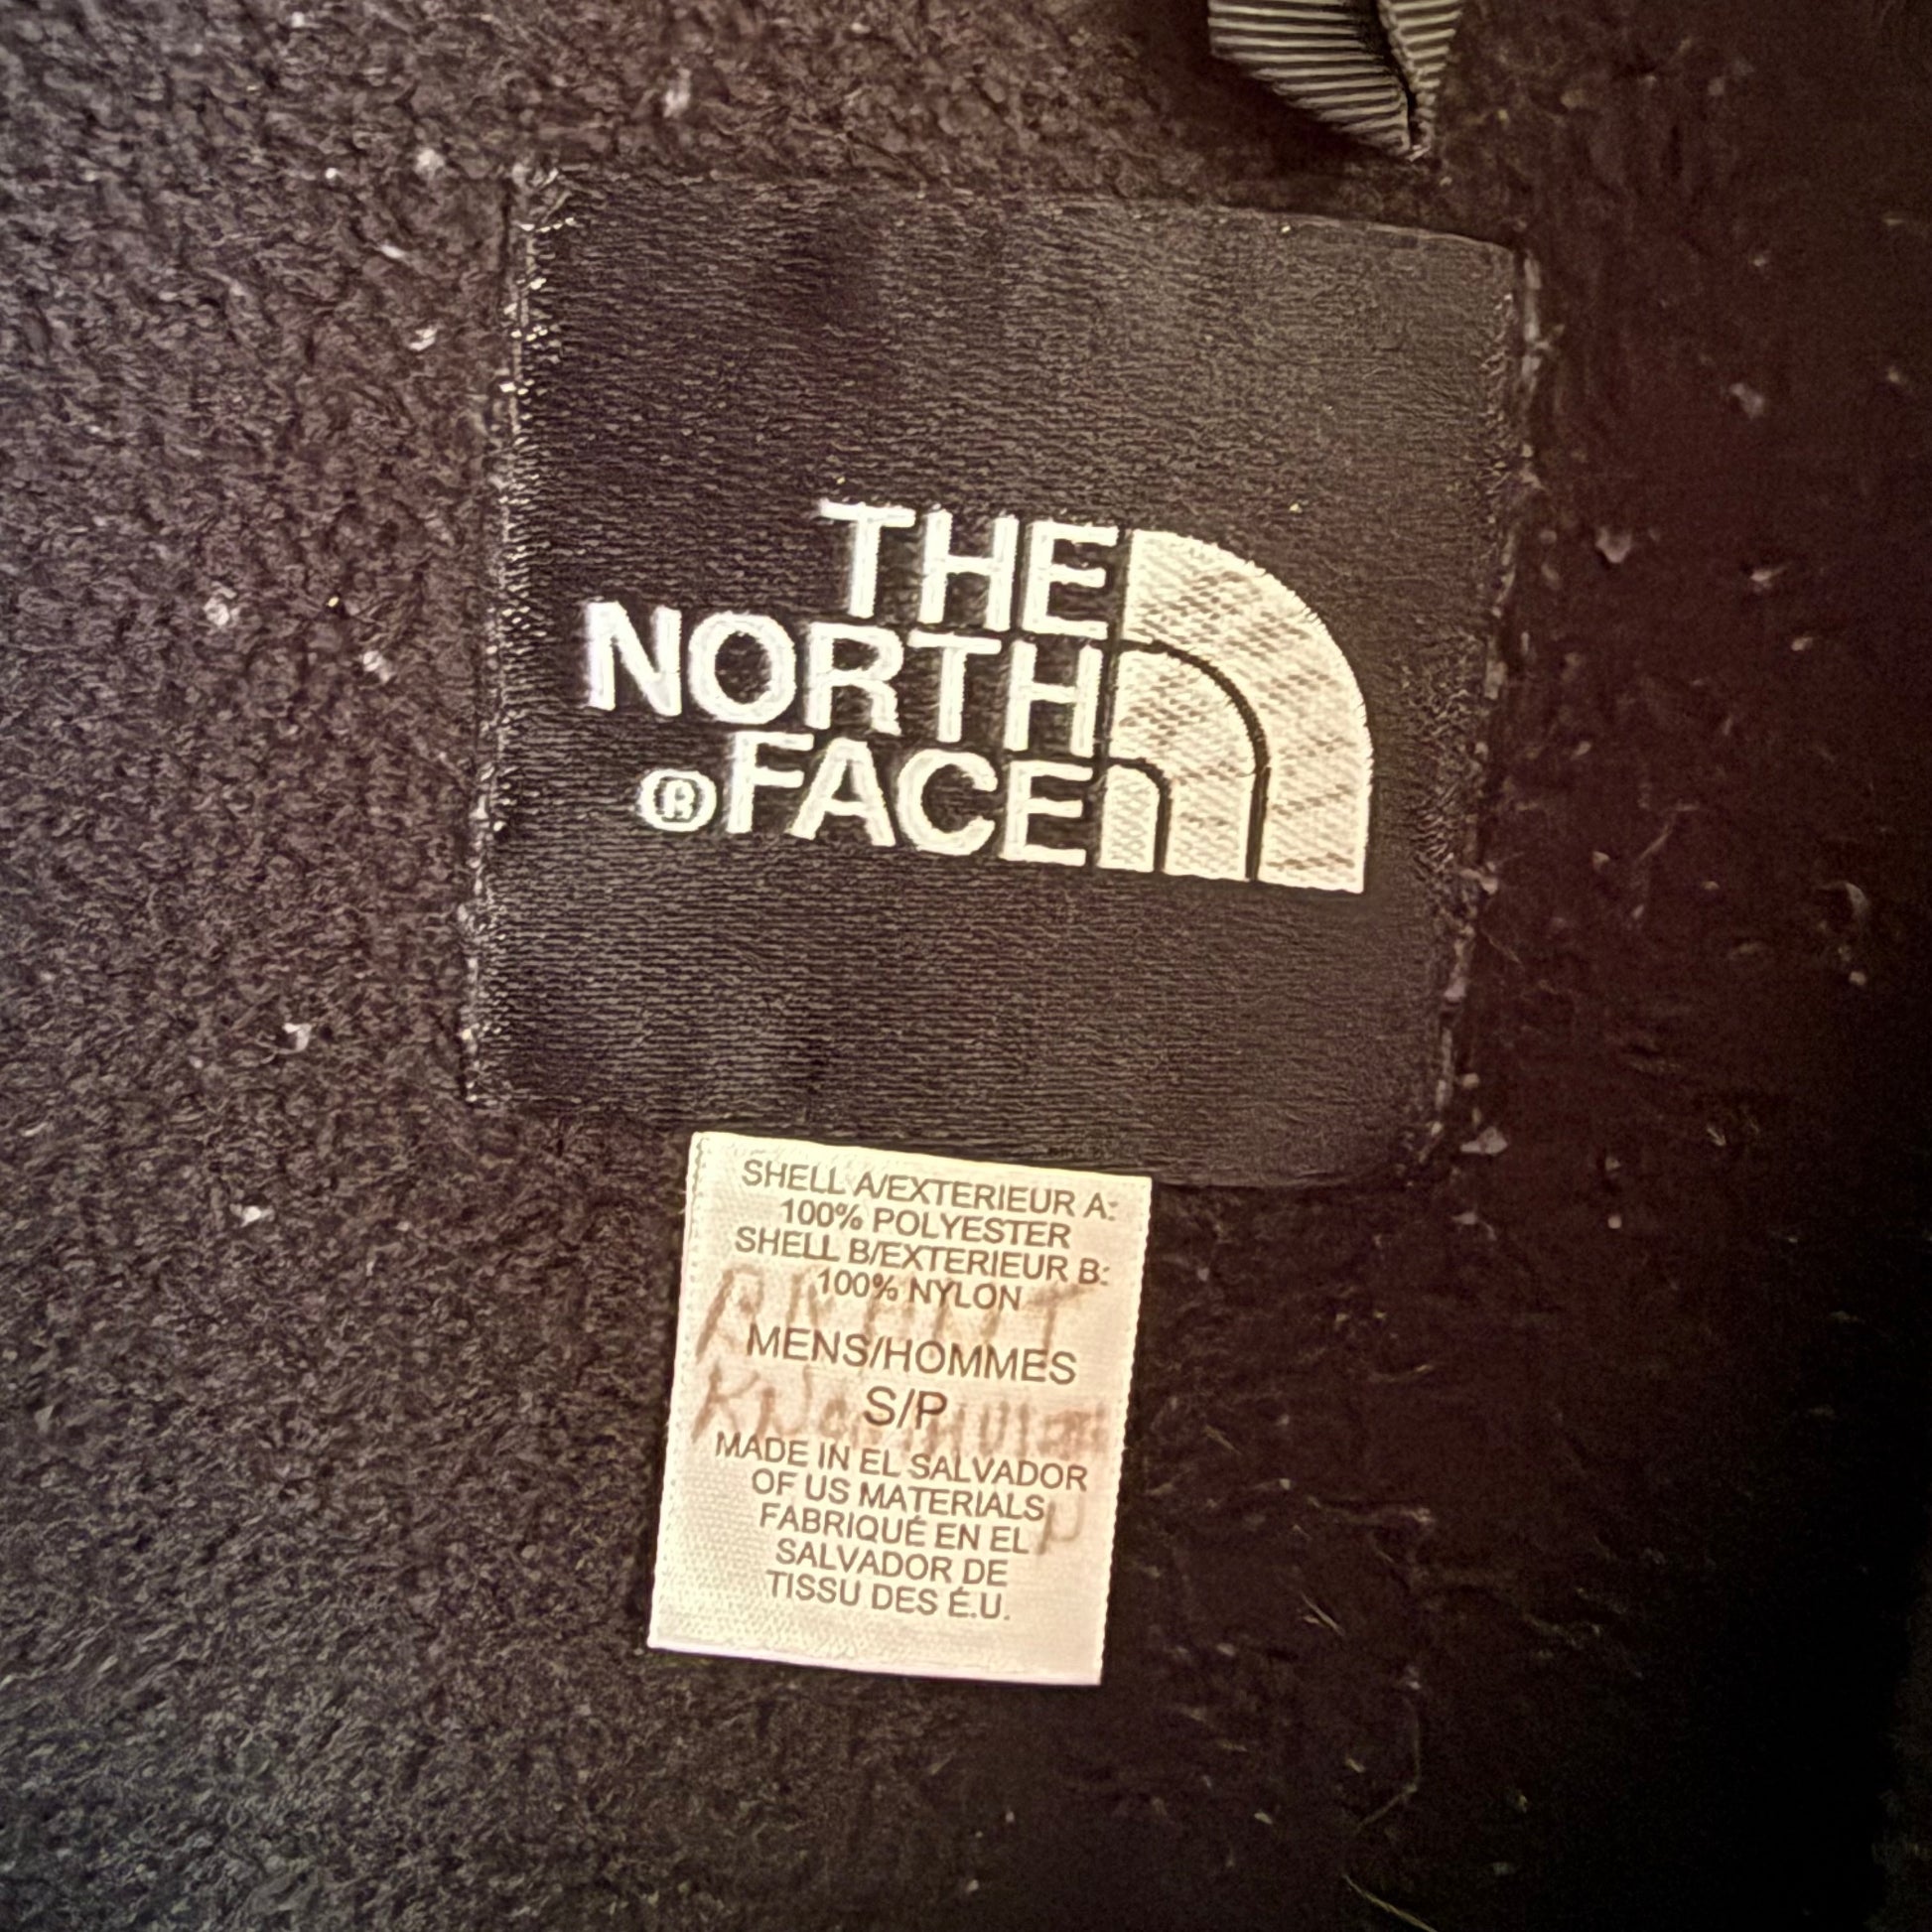 THE
NORTH
® FACE
SHELL A/EXTERIEUR A:
100% POLYESTER
SHELL B/EXTERIEUR B:
100% NYLON
MENS/HOMMES
S/P
MADE IN EL SALVADOR
OF US MATERIALS
FABRIQUÉ EN EL
SALVADOR DE
TISSU DES É.U.